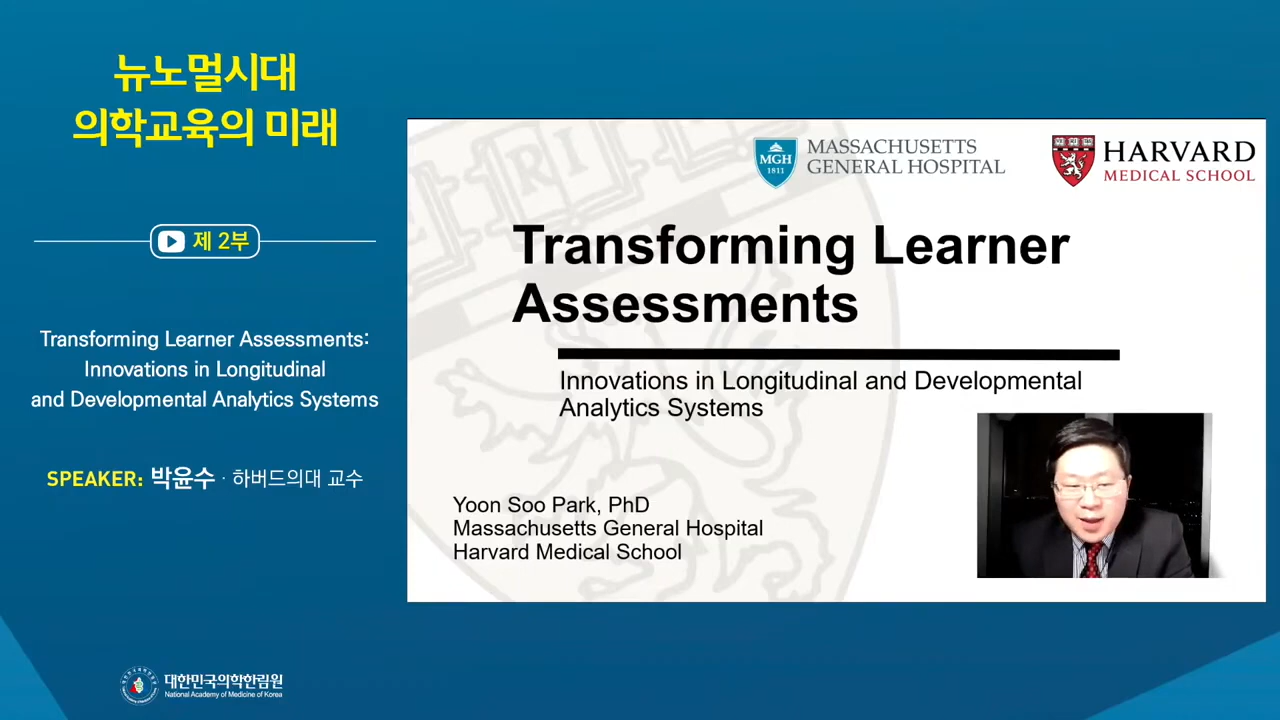 뉴노멀시대
의학교육의 미래
제 2부
Transforming Learner Assessments:
Innovations in Longitudinal
and Developmental Analytics Systems
SPEAKER: 박윤수 · 하버드의대 교수
대한민국의학한림원
National Academy of Medicine of Korea
MGH
1811
MASSACHUSETTS
GENERAL HOSPITAL
HARVARD
MEDICAL SCHOOL
Transforming Learner
Assessments
Innovations in Longitudinal and Developmental
Analytics Systems
Yoon Soo Park, PhD
Massachusetts General Hospital
Harvard Medical School